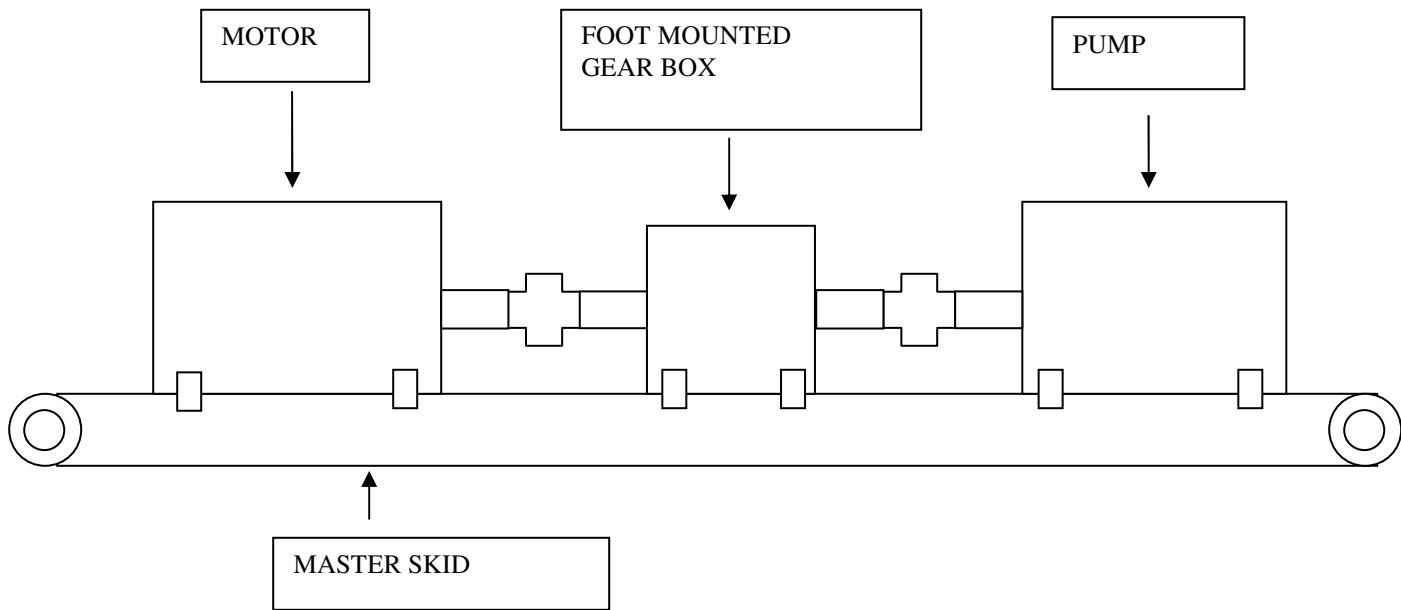 MOTOR
FOOT MOUNTED
GEAR BOX
PUMP
MASTER SKID